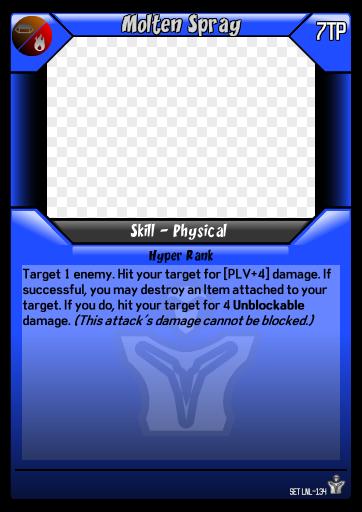 Molten Spray
7TP
Skill - Physical
Hyper Rank
Target 1 enemy. Hit your target for [PLV+4] damage. If
successful, you may destroy an Item attached to your
target. If you do, hit your target for 4 Unblockable
damage. (This attack's damage cannot be blocked.)
SET LNL-134